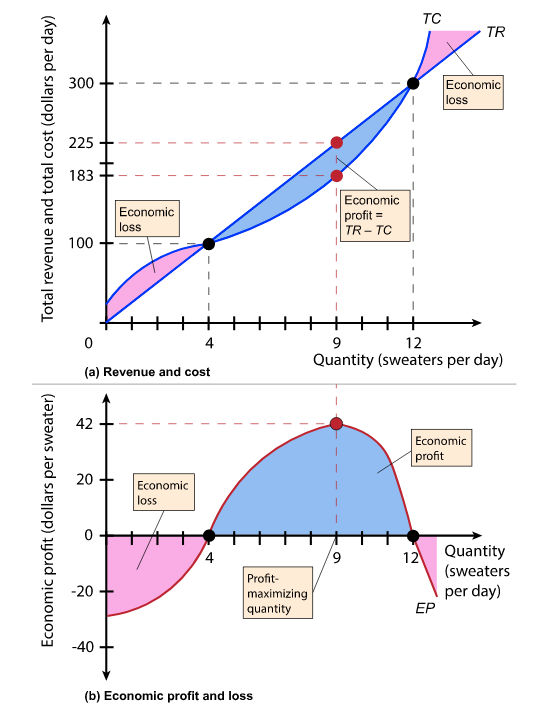 TC
TR
Total revenue and total cost (dollars per day)
300
225
183
100
0
4
9
12
Economic
loss
Economic
loss
Economic
profit =
TR – TC
Quantity (sweaters per day)
(a) Revenue and cost
Economic profit (dollars per sweater)
42
20
0
-20
-40
4
9
12
Economic
profit
Economic
loss
Profit-
maximizing
quantity
Quantity
(sweaters
per day)
EP
(b) Economic profit and loss